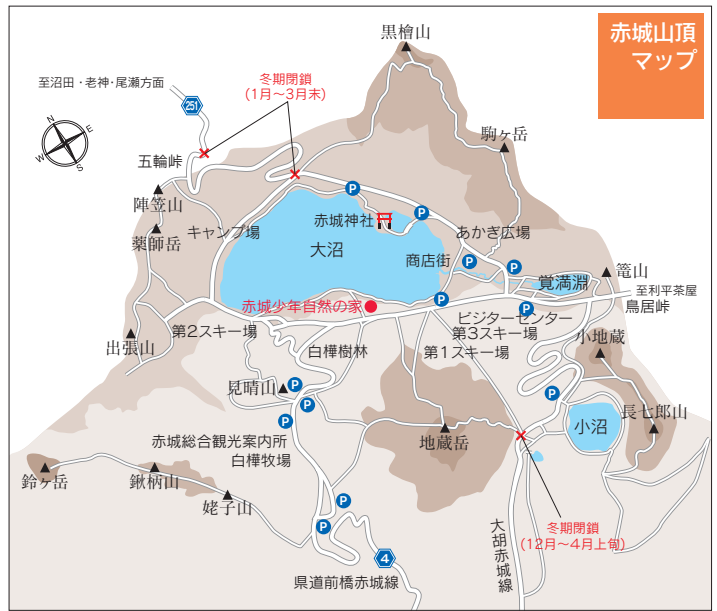 赤城山頂
マップ
黒檜山
至沼田・老神・尾瀬方面
冬期閉鎖
(1月〜3月末)
251
N
E
W
S
駒ヶ岳
五輪峠
陣笠山
薬師岳
キャンプ場
P
赤城神社
P
大沼
あかぎ広場
商店街
P
P
P
覚満淵
篭山
至利平茶屋
鳥居峠
赤城少年自然の家
P
P
ビジターセンター
第3スキー場
第2スキー場
白樺樹林
第1スキー場
出張山
小地蔵
見晴山
P
P
P
P
小沼
長七郎山
地蔵岳
赤城総合観光案内所
白樺牧場
鈴ヶ岳
鍬柄山
姥子山
P
P
大胡赤城線
冬期閉鎖
(12月〜4月上旬)
4
県道前橋赤城線